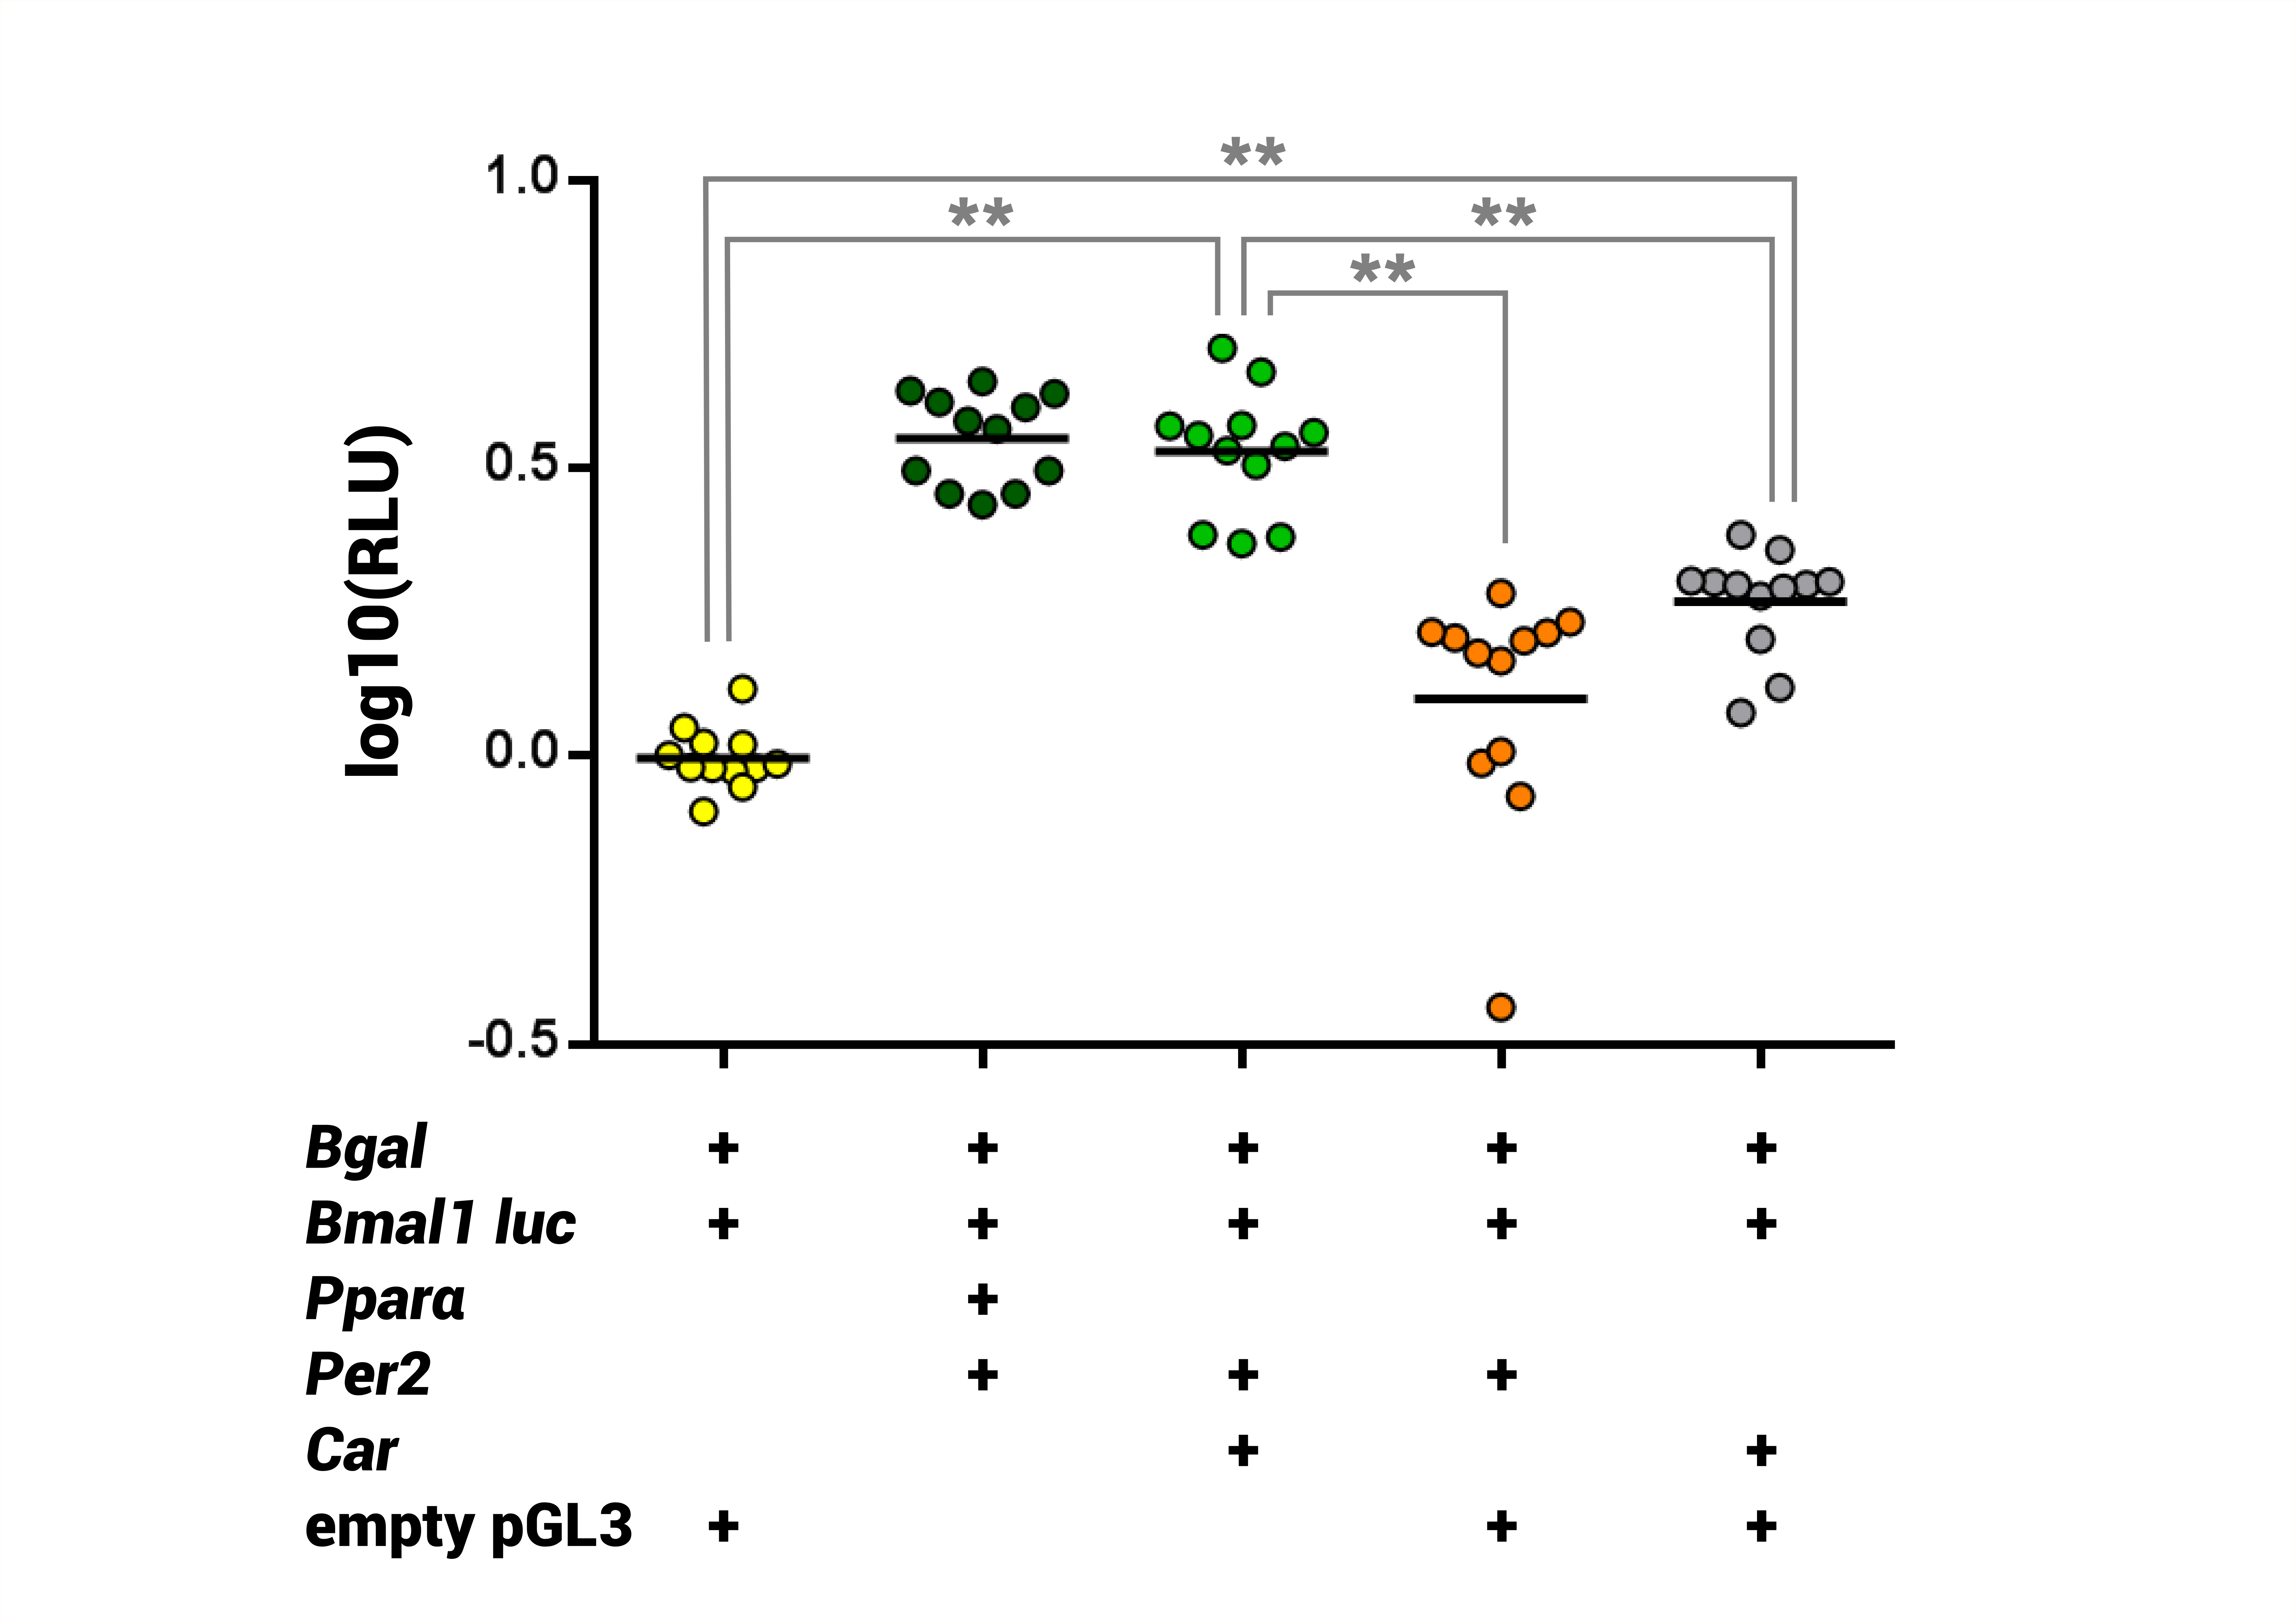 **
1.0
** **
**
0.5
log10(RLU)
0.0
-0.5
Bgal + + + + +
Bmal1 luc + + + + +
Pparα +
Per2 + + +
Car + +
empty pGL3 + + +